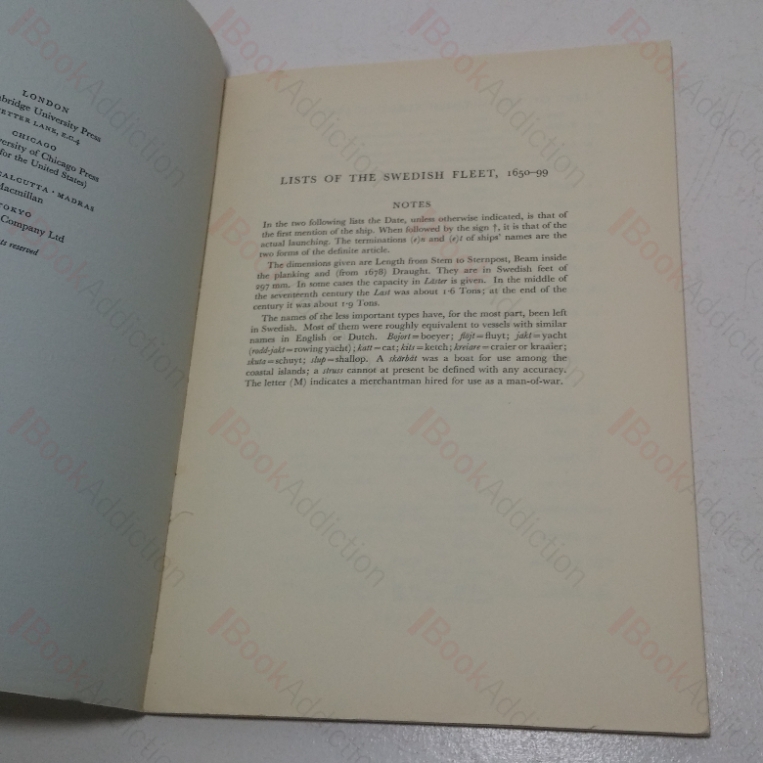 LONDON
bridge University Press
ETTER LANE, E.C.4
CHICAGO
versity of Chicago Press
for the United States)
ALCUTTA · MADRAS
Macmillan
TOKYO
Company Ltd
ts reserved
LISTS OF THE SWEDISH FLEET, 1650–99
NOTES
In the two following lists the Date, unless otherwise indicated, is that of
the first mention of the ship. When followed by the sign †, it is that of the
actual launching. The terminations (e)n and (e)t of ships' names are the
two forms of the definite article.
The dimensions given are Length from Stem to Sternpost, Beam inside
the planking and (from 1678) Draught. They are in Swedish feet of
297 mm. In some cases the capacity in Läster is given. In the middle of
the seventeenth century the Last was about 1·6 Tons; at the end of the
century it was about 1·9 Tons.
The names of the less important types have, for the most part, been left
in Swedish. Most of them were roughly equivalent to vessels with similar
names in English or Dutch. Bojort=boeyer; flöjt=fluyt; jakt=yacht
(rodd-jakt=rowing yacht); katt=cat; kits=ketch; kreiare=craier or kraaier;
skuta=schuyt; slup=shallop. A skärbåt was a boat for use among the
coastal islands; a struss cannot at present be defined with any accuracy.
The letter (M) indicates a merchantman hired for use as a man-of-war.
BookAddiction